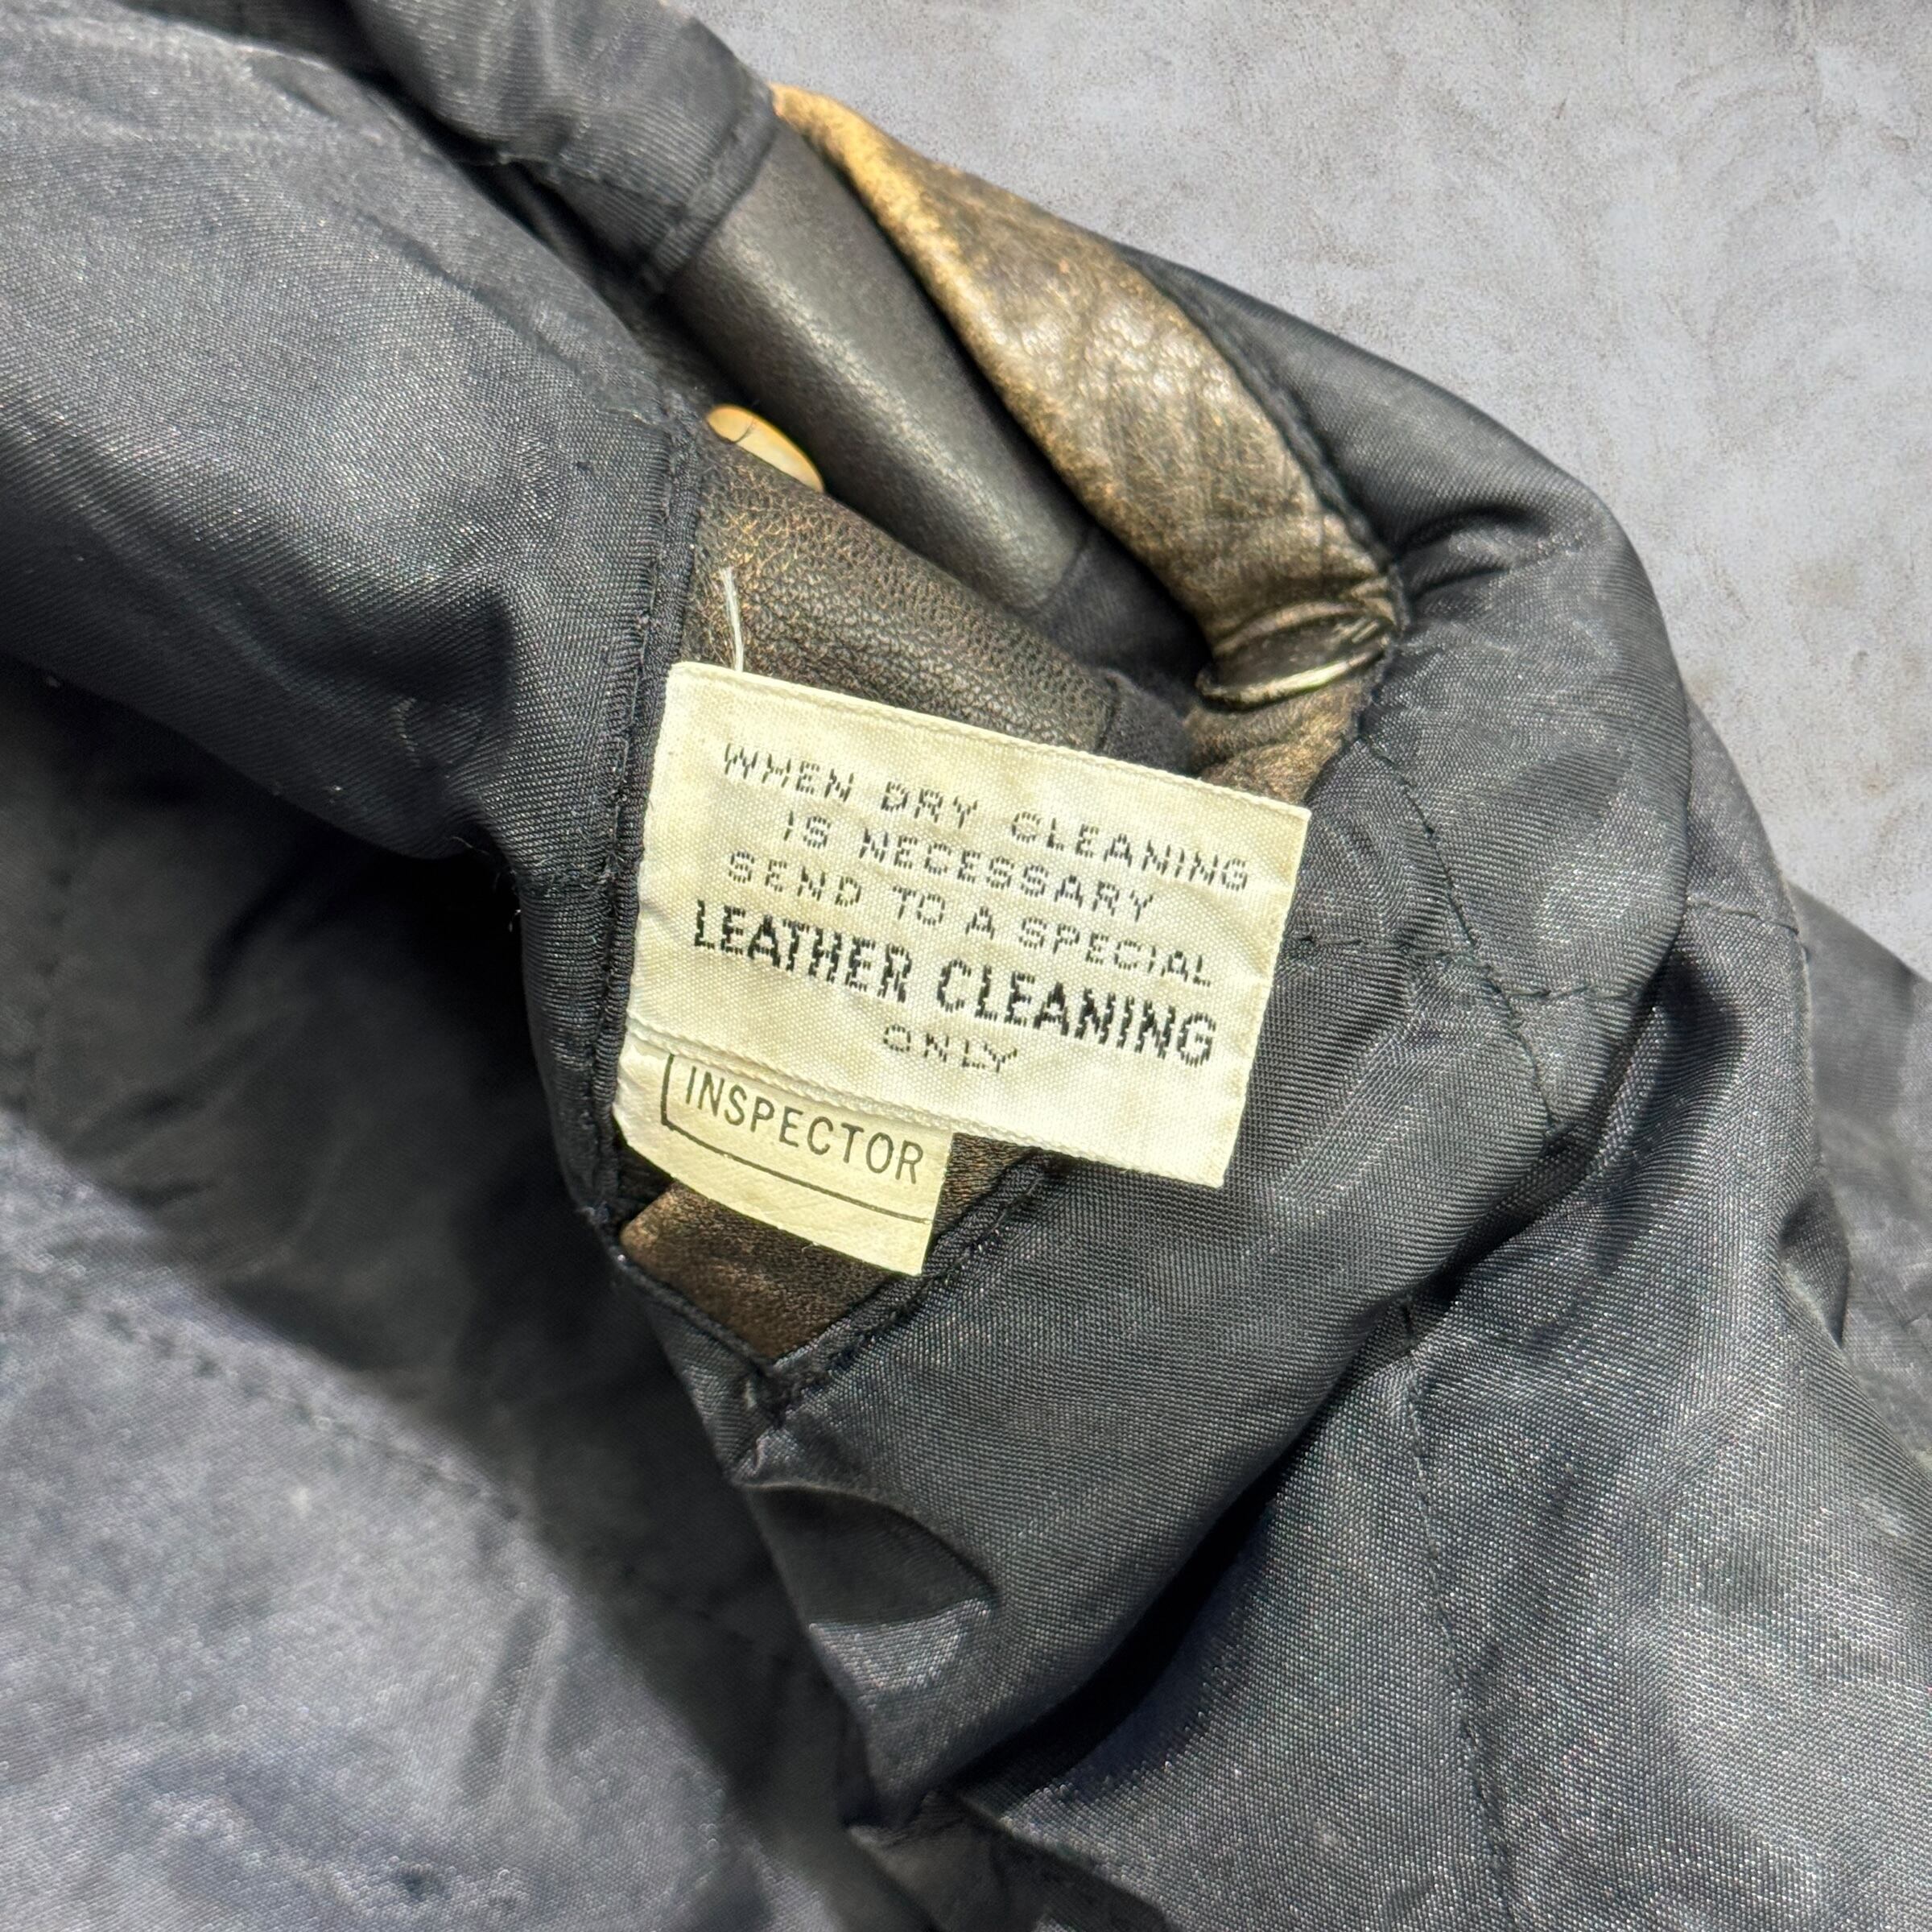 WHEN DRY CLEANING
IS NECESSARY
SEND TO A SPECIAL
LEATHER CLEANING
ONLY
INSPECTOR